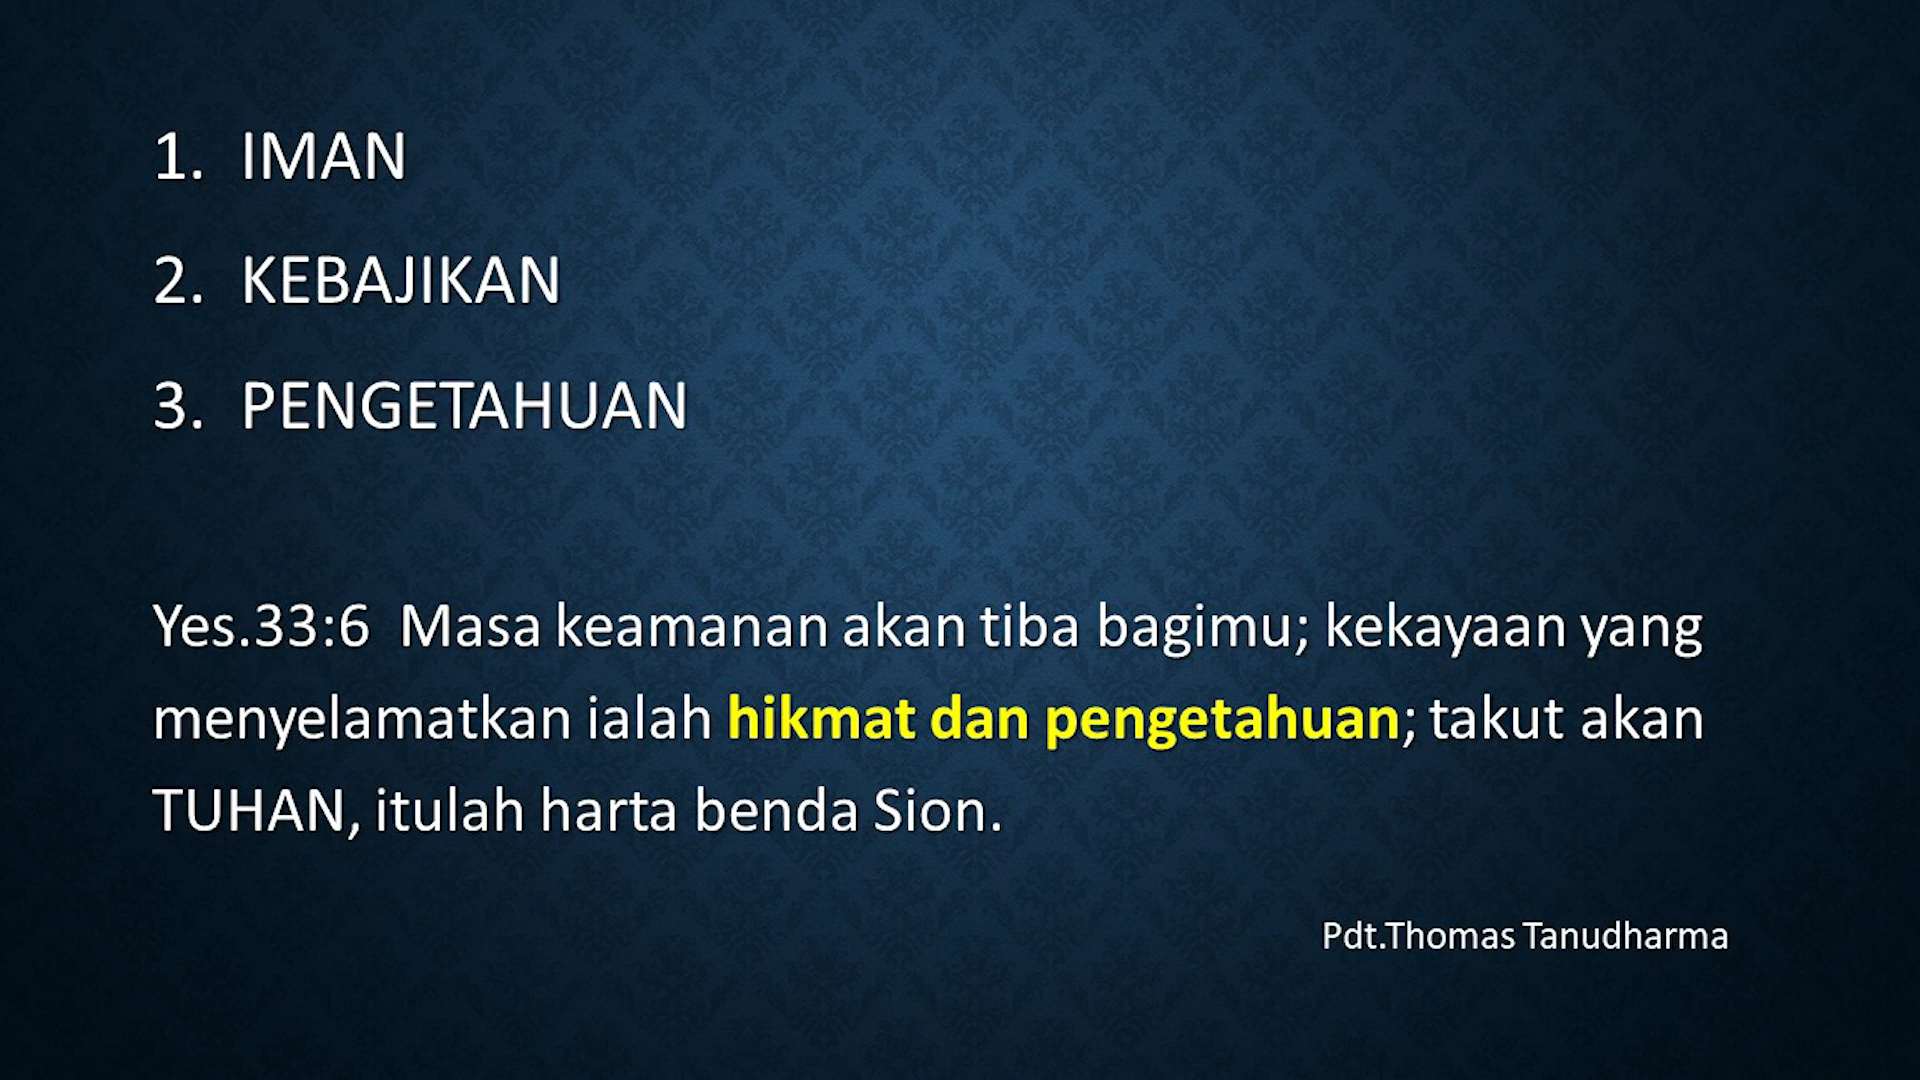 1. IMAN
2. KEBAJIKAN
3. PENGETAHUAN
Yes.33:6 Masa keamanan akan tiba bagimu; kekayaan yang
menyelamatkan ialah hikmat dan pengetahuan; takut akan
TUHAN, itulah harta benda Sion.
Pdt.Thomas Tanudharma